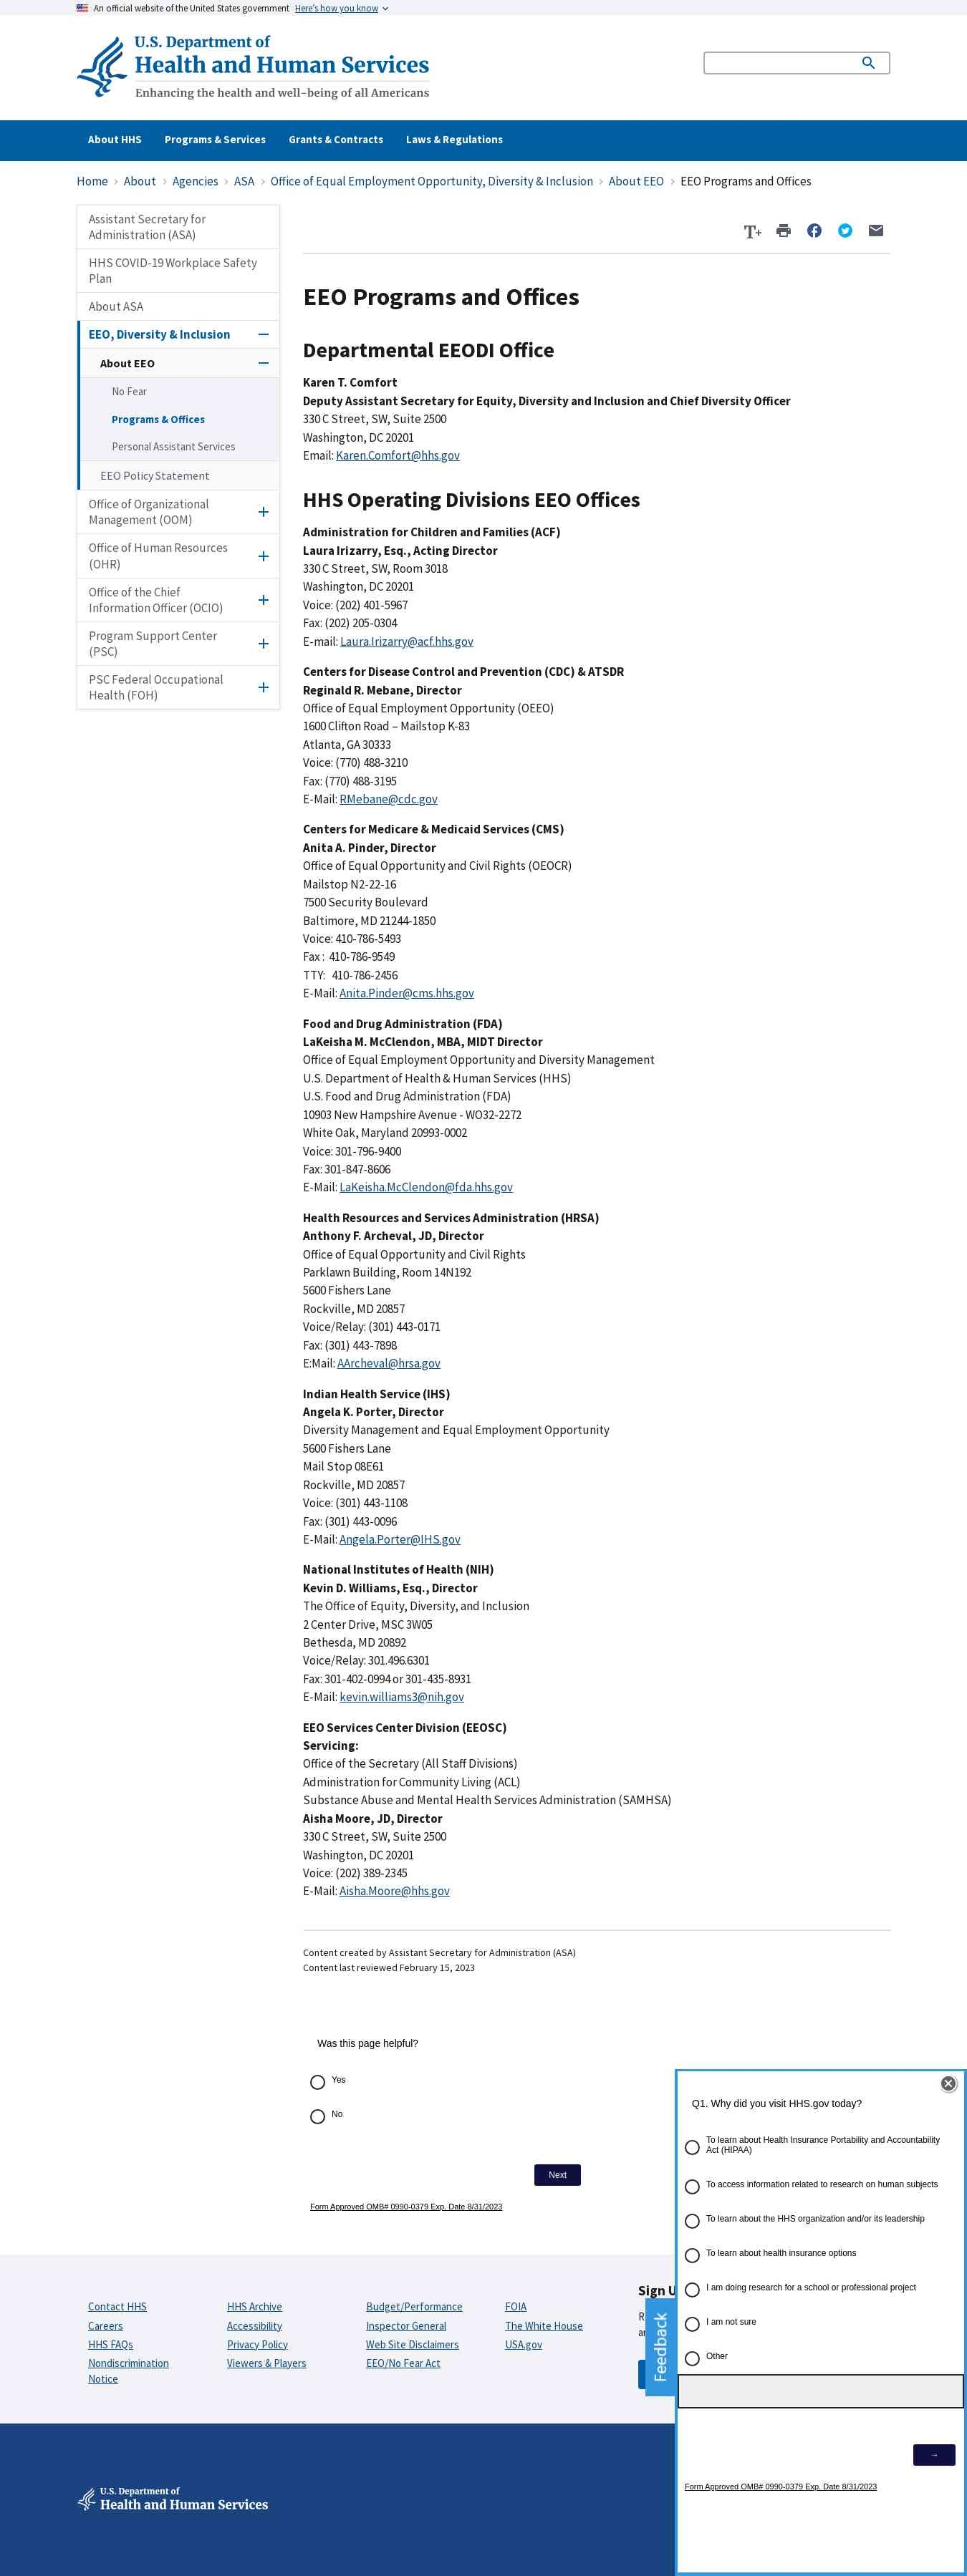 An official website of the United States government Here's how you know
U.S. Department of
Health and Human Services
Enhancing the health and well-being of all Americans
About HHS Programs & Services Grants & Contracts Laws & Regulations
Home › About › Agencies › ASA › Office of Equal Employment Opportunity, Diversity & Inclusion › About EEO › EEO Programs and Offices
Assistant Secretary for
Administration (ASA)
HHS COVID-19 Workplace Safety
Plan
About ASA
EEO, Diversity & Inclusion
About EEO
No Fear
Programs & Offices
Personal Assistant Services
EEO Policy Statement
Office of Organizational
Management (OOM)
Office of Human Resources
(OHR)
Office of the Chief
Information Officer (OCIO)
Program Support Center
(PSC)
PSC Federal Occupational
Health (FOH)
T+
EEO Programs and Offices
Departmental EEODI Office
Karen T. Comfort
Deputy Assistant Secretary for Equity, Diversity and Inclusion and Chief Diversity Officer
330 C Street, SW, Suite 2500
Washington, DC 20201
Email: Karen.Comfort@hhs.gov
HHS Operating Divisions EEO Offices
Administration for Children and Families (ACF)
Laura Irizarry, Esq., Acting Director
330 C Street, SW, Room 3018
Washington, DC 20201
Voice: (202) 401-5967
Fax: (202) 205-0304
E-mail: Laura.Irizarry@acf.hhs.gov
Centers for Disease Control and Prevention (CDC) & ATSDR
Reginald R. Mebane, Director
Office of Equal Employment Opportunity (OEEO)
1600 Clifton Road – Mailstop K-83
Atlanta, GA 30333
Voice: (770) 488-3210
Fax: (770) 488-3195
E-Mail: RMebane@cdc.gov
Centers for Medicare & Medicaid Services (CMS)
Anita A. Pinder, Director
Office of Equal Opportunity and Civil Rights (OEOCR)
Mailstop N2-22-16
7500 Security Boulevard
Baltimore, MD 21244-1850
Voice: 410-786-5493
Fax : 410-786-9549
TTY: 410-786-2456
E-Mail: Anita.Pinder@cms.hhs.gov
Food and Drug Administration (FDA)
LaKeisha M. McClendon, MBA, MIDT Director
Office of Equal Employment Opportunity and Diversity Management
U.S. Department of Health & Human Services (HHS)
U.S. Food and Drug Administration (FDA)
10903 New Hampshire Avenue - WO32-2272
White Oak, Maryland 20993-0002
Voice: 301-796-9400
Fax: 301-847-8606
E-Mail: LaKeisha.McClendon@fda.hhs.gov
Health Resources and Services Administration (HRSA)
Anthony F. Archeval, JD, Director
Office of Equal Opportunity and Civil Rights
Parklawn Building, Room 14N192
5600 Fishers Lane
Rockville, MD 20857
Voice/Relay: (301) 443-0171
Fax: (301) 443-7898
E:Mail: AArcheval@hrsa.gov
Indian Health Service (IHS)
Angela K. Porter, Director
Diversity Management and Equal Employment Opportunity
5600 Fishers Lane
Mail Stop 08E61
Rockville, MD 20857
Voice: (301) 443-1108
Fax: (301) 443-0096
E-Mail: Angela.Porter@IHS.gov
National Institutes of Health (NIH)
Kevin D. Williams, Esq., Director
The Office of Equity, Diversity, and Inclusion
2 Center Drive, MSC 3W05
Bethesda, MD 20892
Voice/Relay: 301.496.6301
Fax: 301-402-0994 or 301-435-8931
E-Mail: kevin.williams3@nih.gov
EEO Services Center Division (EEOSC)
Servicing:
Office of the Secretary (All Staff Divisions)
Administration for Community Living (ACL)
Substance Abuse and Mental Health Services Administration (SAMHSA)
Aisha Moore, JD, Director
330 C Street, SW, Suite 2500
Washington, DC 20201
Voice: (202) 389-2345
E-Mail: Aisha.Moore@hhs.gov
Content created by Assistant Secretary for Administration (ASA)
Content last reviewed February 15, 2023
Was this page helpful?
Yes
No
Next
Form Approved OMB# 0990-0379 Exp. Date 8/31/2023
Q1. Why did you visit HHS.gov today?
To learn about Health Insurance Portability and Accountability
Act (HIPAA)
To access information related to research on human subjects
To learn about the HHS organization and/or its leadership
To learn about health insurance options
I am doing research for a school or professional project
I am not sure
Other
→
Form Approved OMB# 0990-0379 Exp. Date 8/31/2023
Feedback
Contact HHS
Careers
HHS FAQs
Nondiscrimination
Notice
HHS Archive
Accessibility
Privacy Policy
Viewers & Players
Budget/Performance
Inspector General
Web Site Disclaimers
EEO/No Fear Act
FOIA
The White House
USA.gov
Sign
U.S. Department of
Health and Human Services